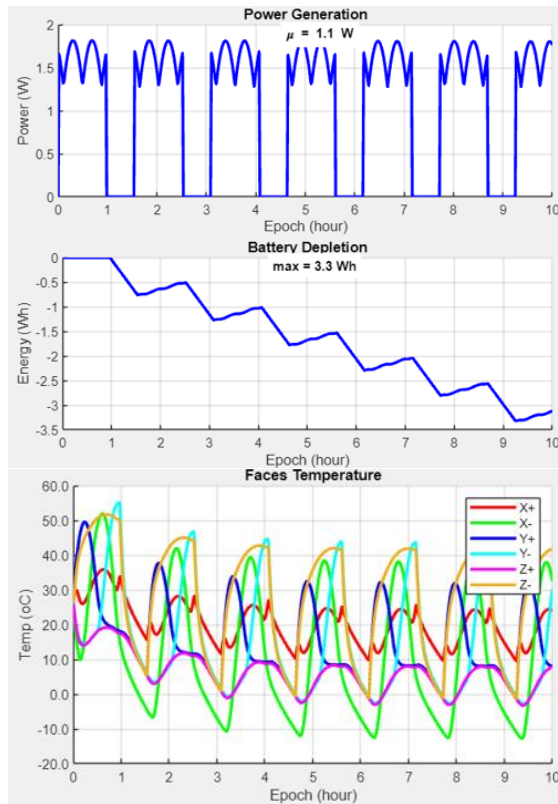 Power Generation
μ = 1.1 W
Power (W)
2
1.5
1
0.5
0
0 1 2 3 4 5 6 7 8 9 10
Epoch (hour)
Battery Depletion
max = 3.3 Wh
Energy (Wh)
0
-0.5
-1
-1.5
-2
-2.5
-3
-3.5
0 1 2 3 4 5 6 7 8 9 10
Epoch (hour)
Faces Temperature
Temp (oC)
60.0
50.0
40.0
30.0
20.0
10.0
0.0
-10.0
-20.0
X+
X-
Y+
Y-
Z+
Z-
0 1 2 3 4 5 6 7 8 9 10
Epoch (hour)